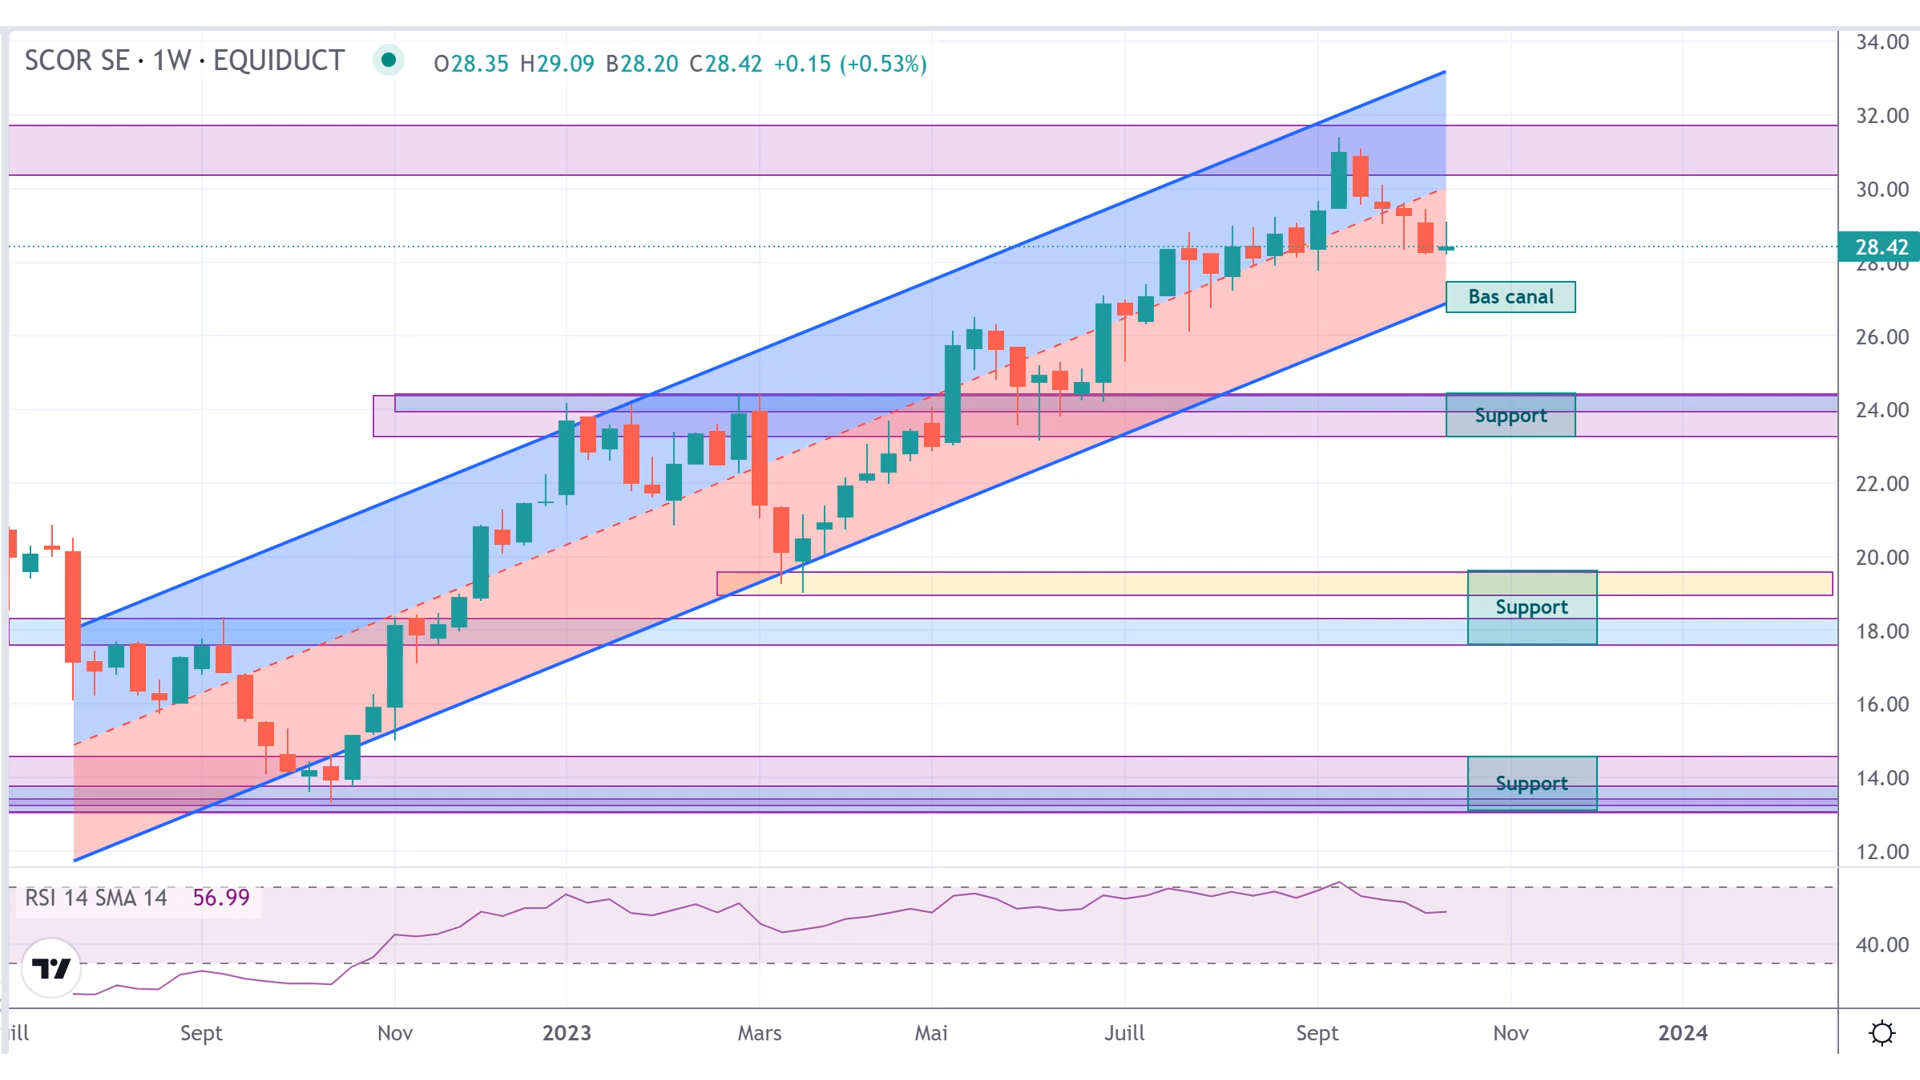 SCOR SE · 1W · EQUIDUCT
O28.35 H29.09 B28.20 C28.42 +0.15 (+0.53%)
34.00
32.00
30.00
28.42
28.00
Bas canal
26.00
24.00
Support
22.00
20.00
Support
18.00
16.00
14.00
Support
12.00
RSI 14 SMA 14 56.99
40.00
Sept Nov 2023 Mars Mai Juill Sept Nov 2024